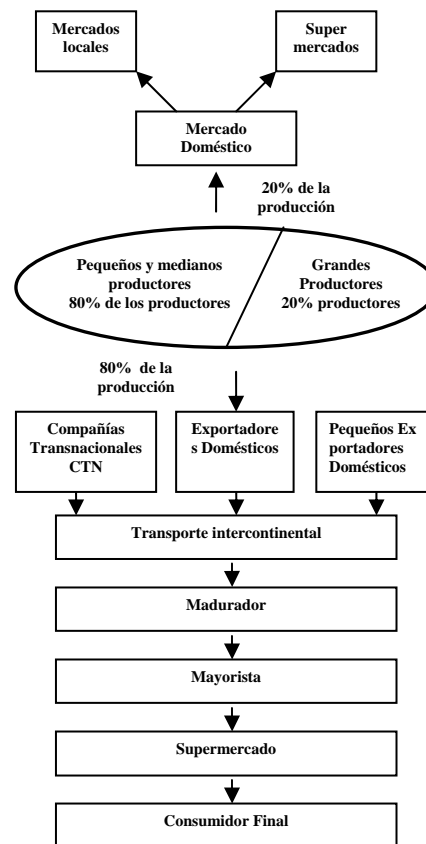 Mercados
locales
Super
mercados
Mercado
Doméstico
20% de la
producción
Pequeños y medianos
productores
80% de los productores
Grandes
Productores
20% productores
80% de la
producción
Compañías
Transnacionales
CTN
Exportadore
s Domésticos
Pequeños Ex
portadores
Domésticos
Transporte intercontinental
Madurador
Mayorista
Supermercado
Consumidor Final